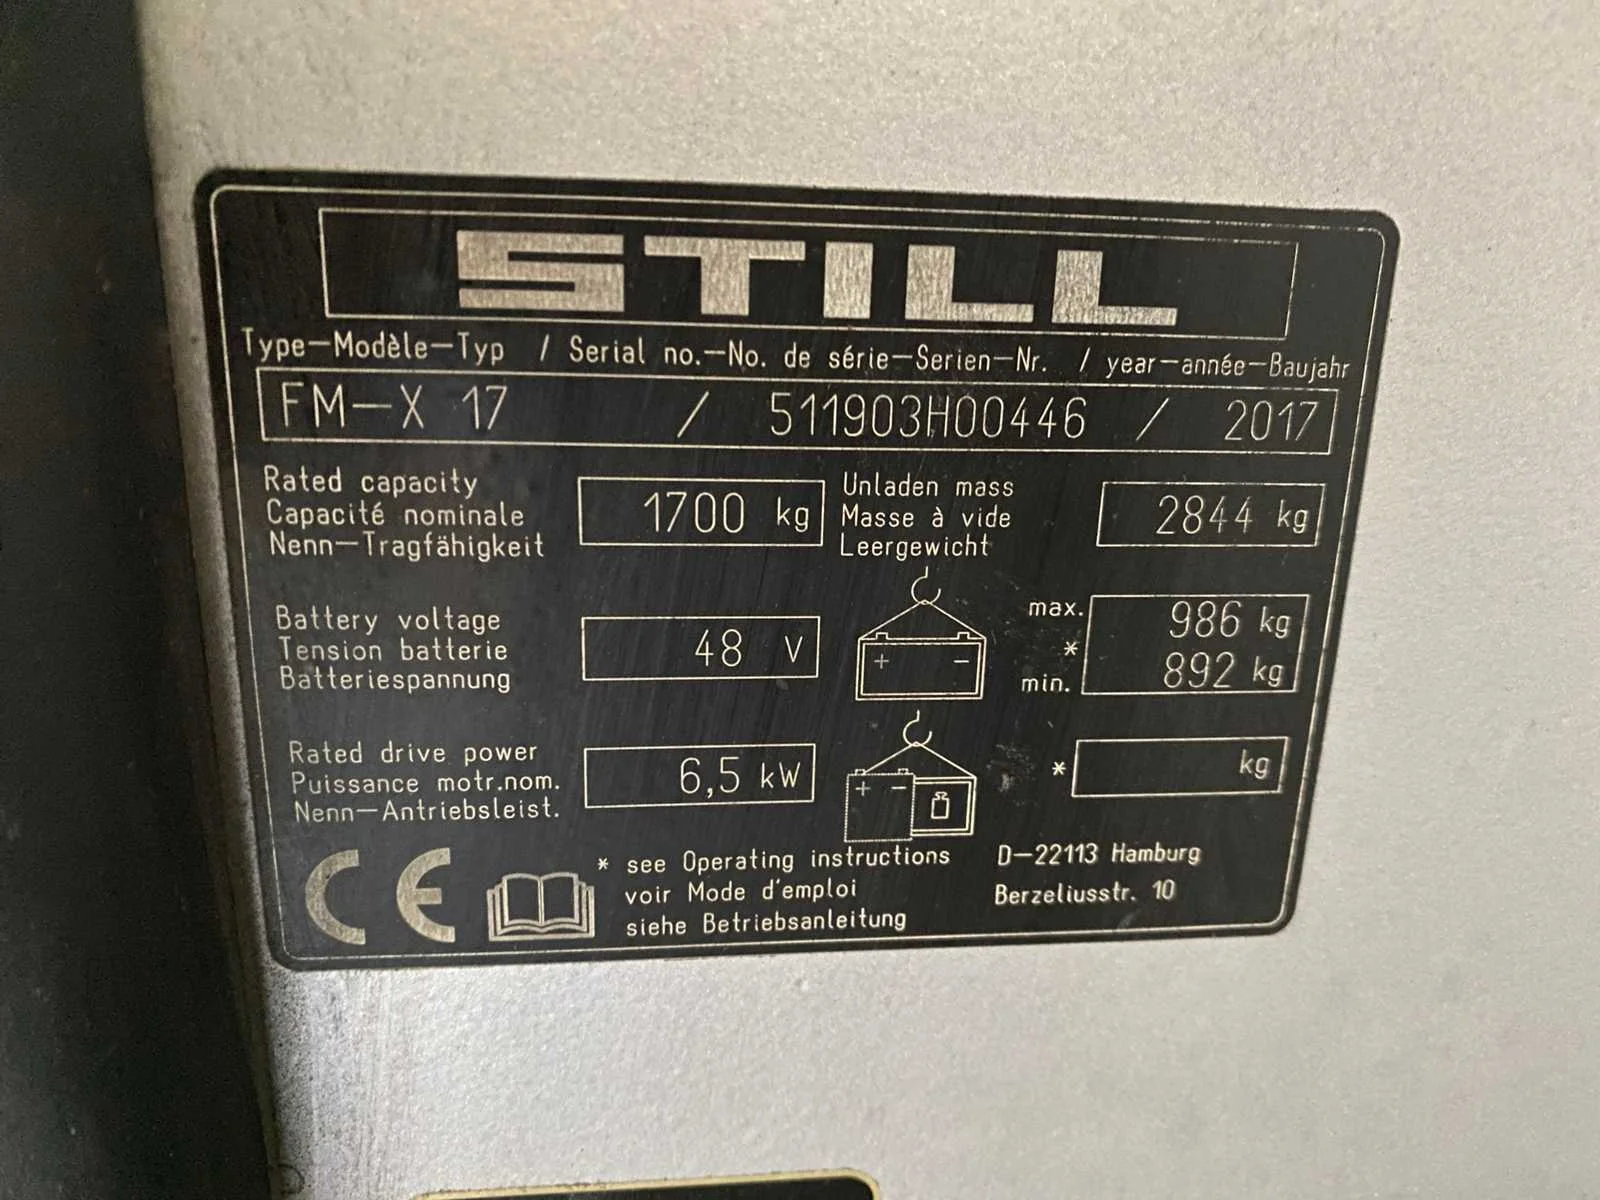 STILL
Type-Modèle-Typ / Serial no.-No. de série-Serien-Nr. / year-année-Baujahr
FM-X 17 / 511903H00446 / 2017
Rated capacity
Capacité nominale
Nenn-Tragfähigkeit
1700 kg
Unladen mass
Masse à vide
Leergewicht
2844 kg
Battery voltage
Tension batterie
Batteriespannung
48 V
+ -
max.
*
min.
986 kg
892 kg
Rated drive power
Puissance motr.nom.
Nenn-Antriebsleist.
6,5 kW
+ -
* kg
CE
* see Operating instructions
voir Mode d'emploi
siehe Betriebsanleitung
D-22113 Hamburg
Berzeliusstr. 10